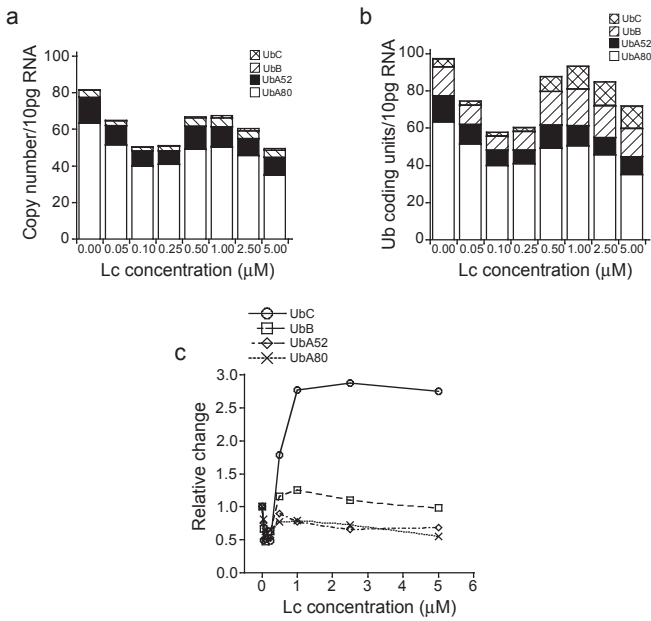 a
UbC
UbB
UbA52
UbA80
Copy number/10pg RNA
100
80
60
40
20
0
0.00 0.05 0.10 0.25 0.50 1.00 2.50 5.00
Lc concentration (µM)
b
UbC
UbB
UbA52
UbA80
Ub coding units/10pg RNA
100
80
60
40
20
0
0.00 0.05 0.10 0.25 0.50 1.00 2.50 5.00
Lc concentration (µM)
c
UbC
UbB
UbA52
UbA80
Relative change
3.0
2.5
2.0
1.5
1.0
0.5
0.0
0 1 2 3 4 5 6
Lc concentration (µM)